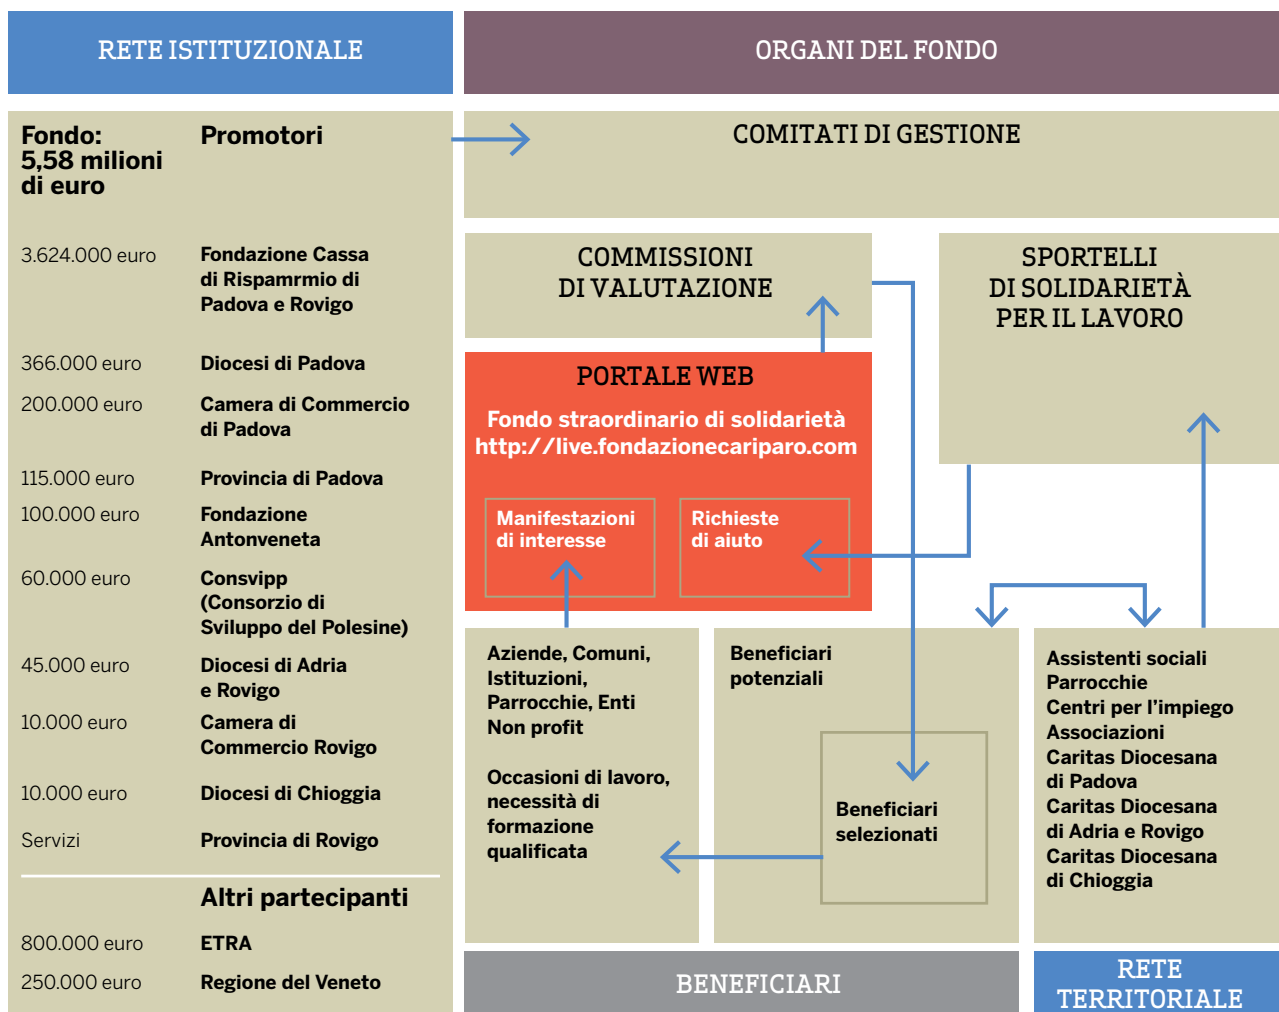 RETE ISTITUZIONALE
ORGANI DEL FONDO
Fondo:
5,58 milioni
di euro
Promotori
3.624.000 euro
Fondazione Cassa
di Rispamrmio di
Padova e Rovigo
366.000 euro
Diocesi di Padova
200.000 euro
Camera di Commercio
di Padova
115.000 euro
Provincia di Padova
100.000 euro
Fondazione
Antonveneta
60.000 euro
Consvipp
(Consorzio di
Sviluppo del Polesine)
45.000 euro
Diocesi di Adria
e Rovigo
10.000 euro
Camera di
Commercio Rovigo
10.000 euro
Diocesi di Chioggia
Servizi
Provincia di Rovigo
Altri partecipanti
800.000 euro
ETRA
250.000 euro
Regione del Veneto
COMITATI DI GESTIONE
COMMISSIONI
DI VALUTAZIONE
SPORTELLI
DI SOLIDARIETÀ
PER IL LAVORO
PORTALE WEB
Fondo straordinario di solidarietà
http://live.fondazionecariparo.com
Manifestazioni
di interesse
Richieste
di aiuto
Aziende, Comuni,
Istituzioni,
Parrocchie, Enti
Non profit
Occasioni di lavoro,
necessità di
formazione
qualificata
Beneficiari
potenziali
Beneficiari
selezionati
Assistenti sociali
Parrocchie
Centri per l'impiego
Associazioni
Caritas Diocesana
di Padova
Caritas Diocesana
di Adria e Rovigo
Caritas Diocesana
di Chioggia
BENEFICIARI
RETE
TERRITORIALE